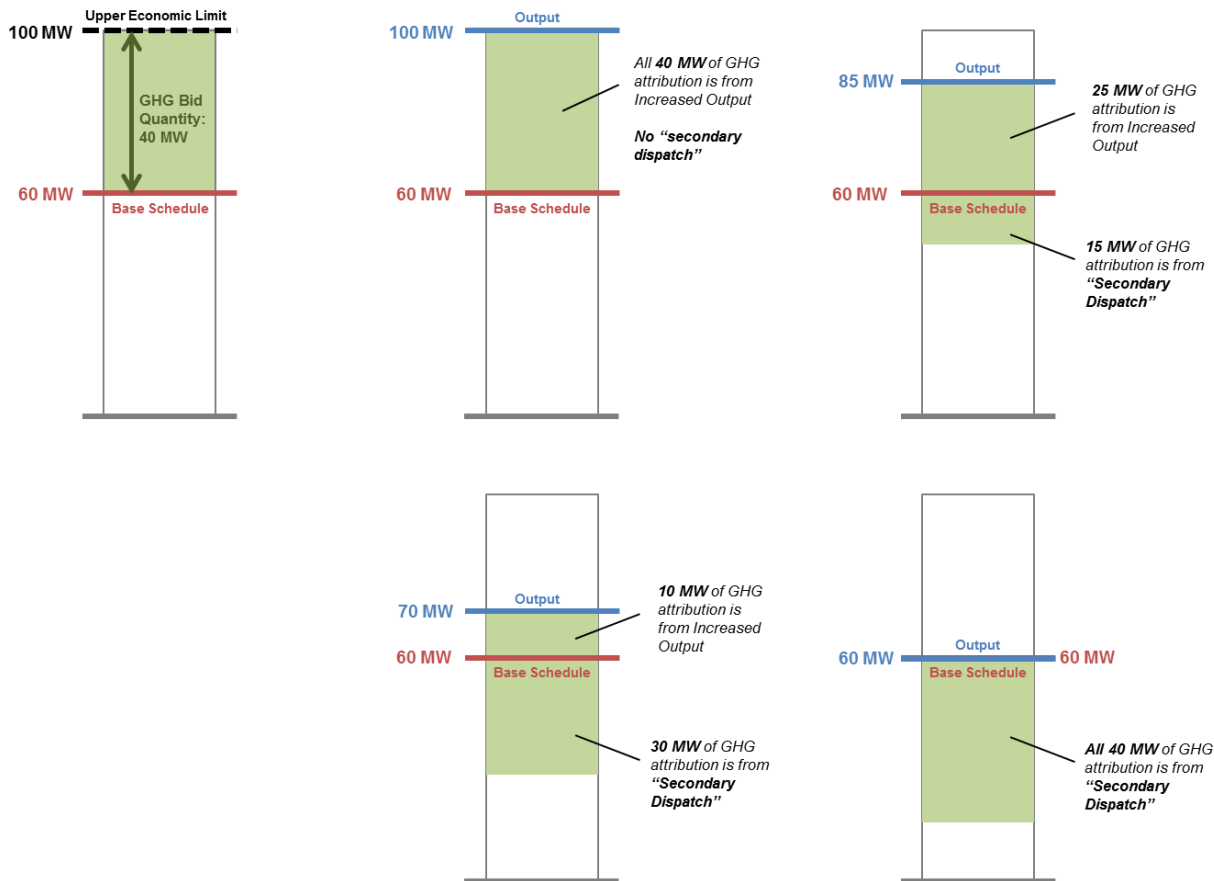 Upper Economic Limit
100 MW
GHG Bid
Quantity:
40 MW
60 MW
Base Schedule
Output
100 MW
All 40 MW of GHG
attribution is from
Increased Output
No “secondary
dispatch”
60 MW
Base Schedule
Output
85 MW
25 MW of GHG
attribution is
from Increased
Output
60 MW
Base Schedule
15 MW of GHG
attribution is from
“Secondary
Dispatch”
Output
70 MW
10 MW of GHG
attribution is
from Increased
Output
60 MW
Base Schedule
30 MW of GHG
attribution is from
“Secondary
Dispatch”
Output
60 MW
60 MW
Base Schedule
All 40 MW of GHG
attribution is from
“Secondary
Dispatch”